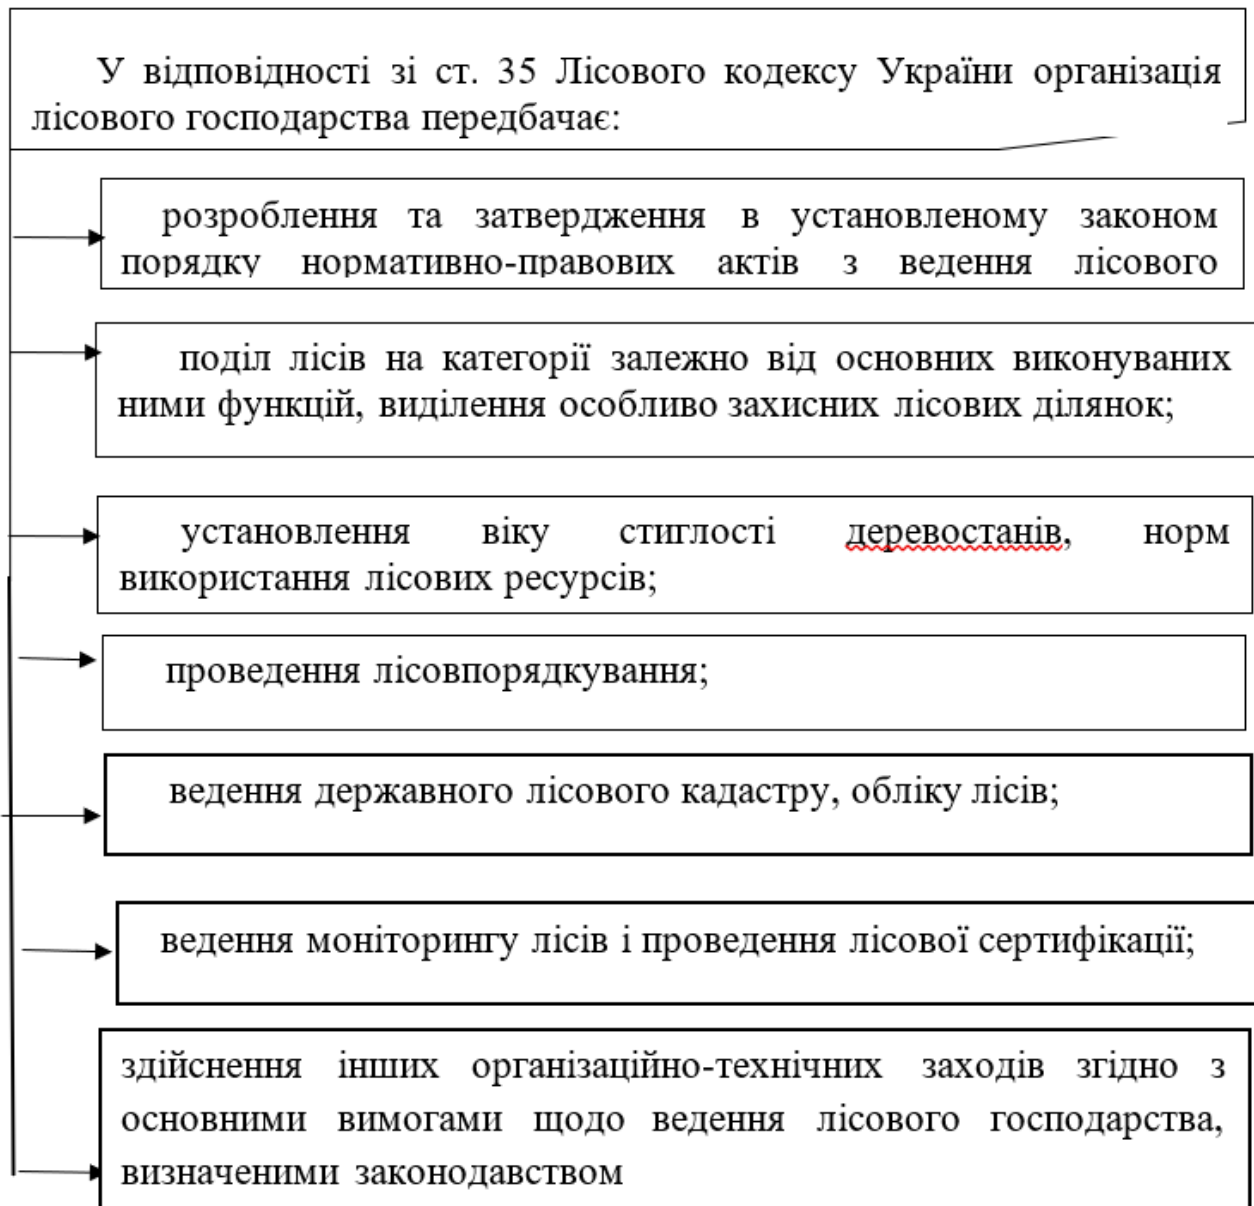 У відповідності зі ст. 35 Лісового кодексу України організація
лісового господарства передбачає:
розроблення та затвердження в установленому законом
порядку нормативно-правових актів з ведення лісового
поділ лісів на категорії залежно від основних виконуваних
ними функцій, виділення особливо захисних лісових ділянок;
установлення віку стиглості деревостанів, норм
використання лісових ресурсів;
проведення лісовпорядкування;
ведення державного лісового кадастру, обліку лісів;
ведення моніторингу лісів і проведення лісової сертифікації;
здійснення інших організаційно-технічних заходів згідно з
основними вимогами щодо ведення лісового господарства,
визначеними законодавством